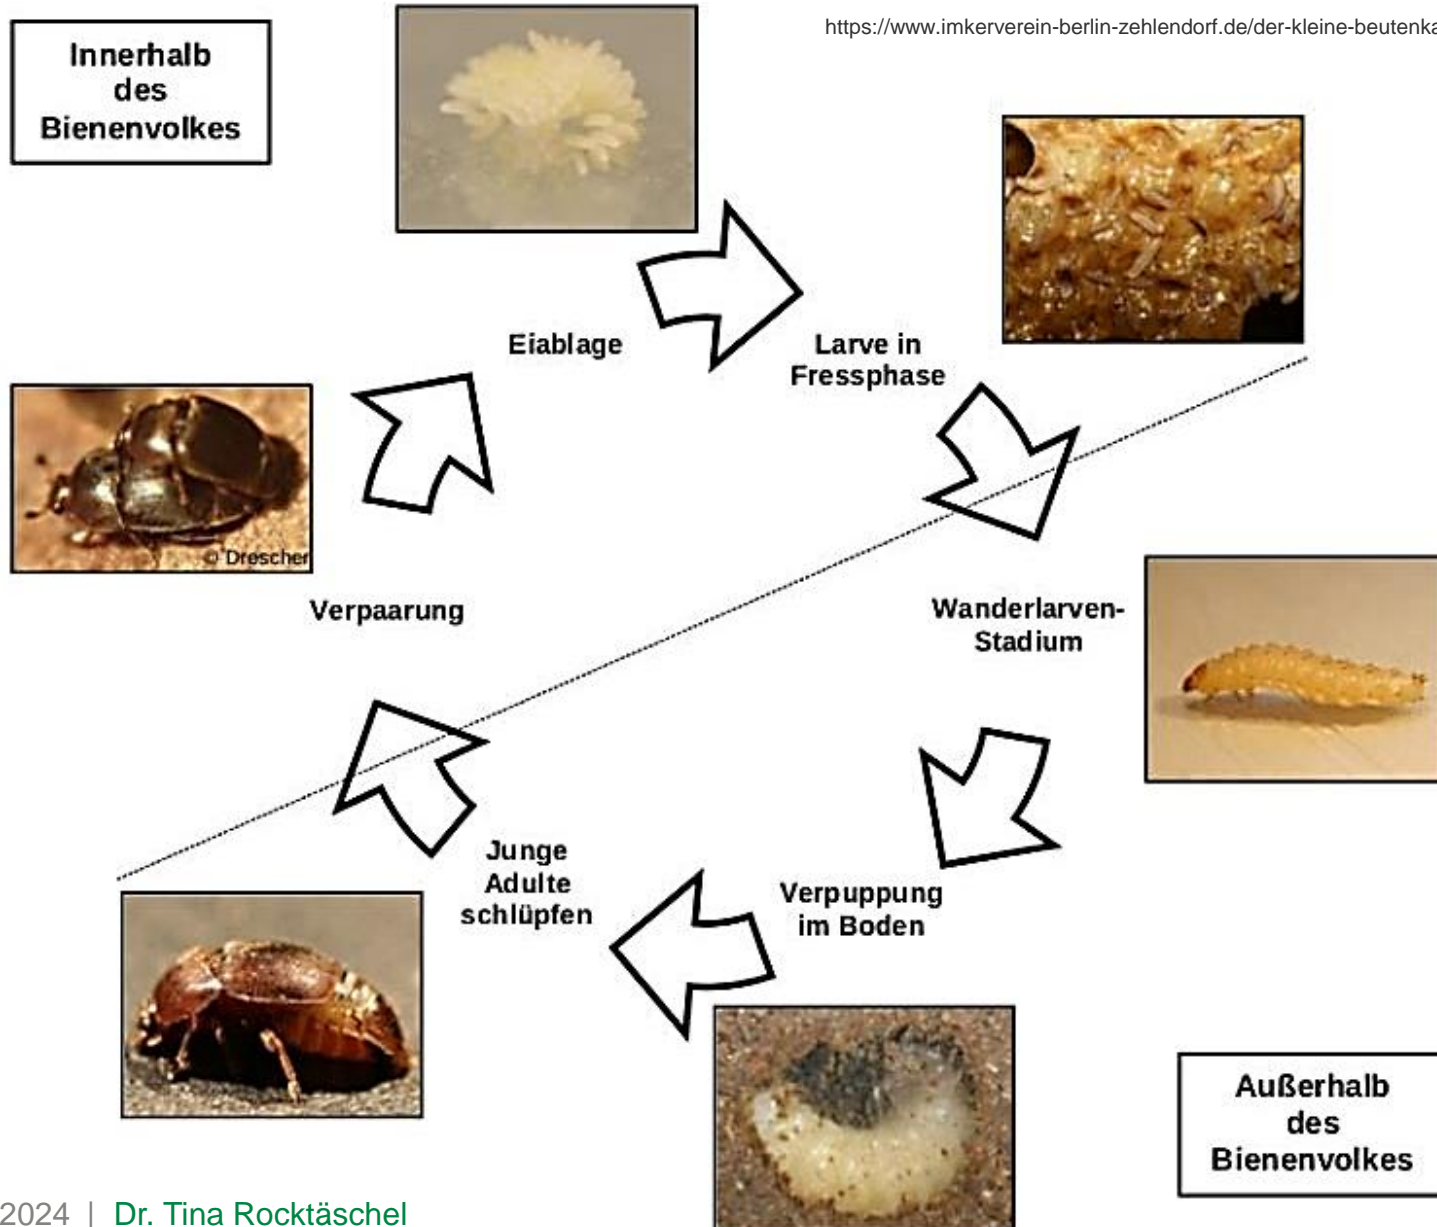 https://www.imkerverein-berlin-zehlendorf.de/der-kleine-beutenka
Innerhalb
des
Bienenvolkes
Eiablage
Larve in
Fressphase
© Drescher
Verpaarung
Wanderlarven-
Stadium
Junge
Adulte
schlüpfen
Verpuppung
im Boden
Außerhalb
des
Bienenvolkes
2024 | Dr. Tina Rocktäschel